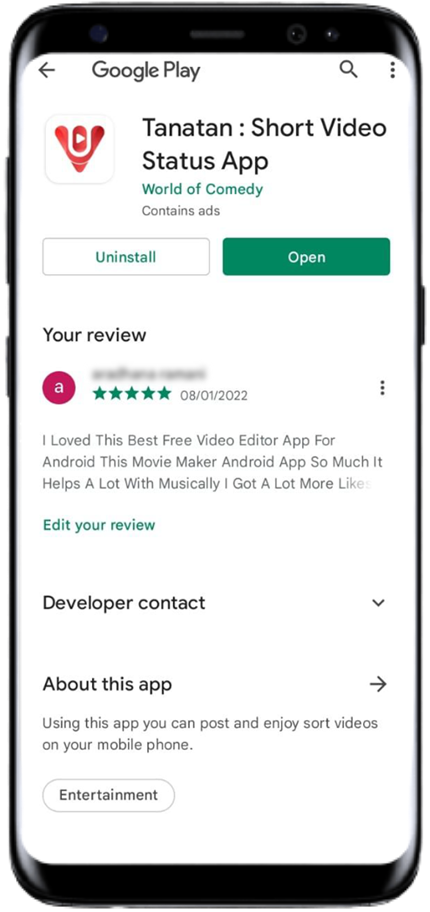 Google Play
Tanatan : Short Video
Status App
World of Comedy
Contains ads
Uninstall
Open
Your review
a
08/01/2022
I Loved This Best Free Video Editor App For
Android This Movie Maker Android App So Much It
Helps A Lot With Musically I Got A Lot More Likes
Edit your review
Developer contact
About this app
Using this app you can post and enjoy sort videos
on your mobile phone.
Entertainment